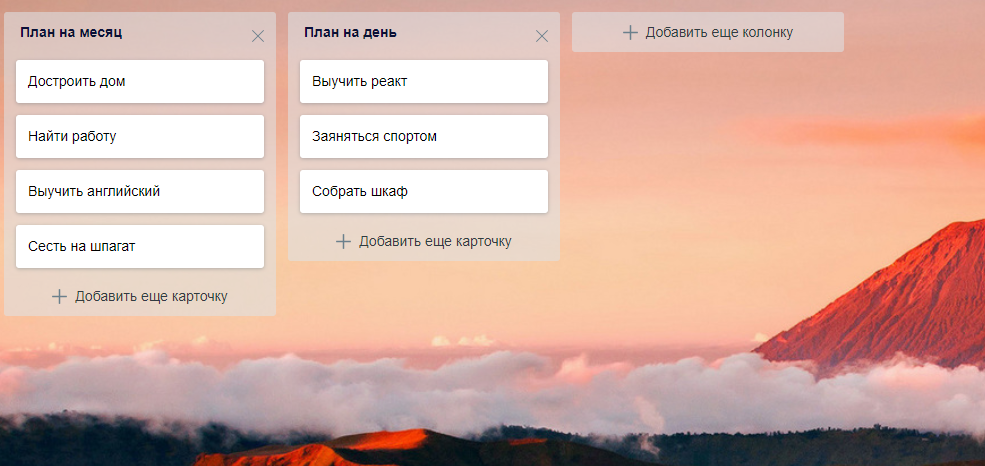 План на месяц
Достроить дом
Найти работу
Выучить английский
Сесть на шпагат
Добавить еще карточку
План на день
Выучить реакт
Заяняться спортом
Собрать шкаф
Добавить еще карточку
Добавить еще колонку